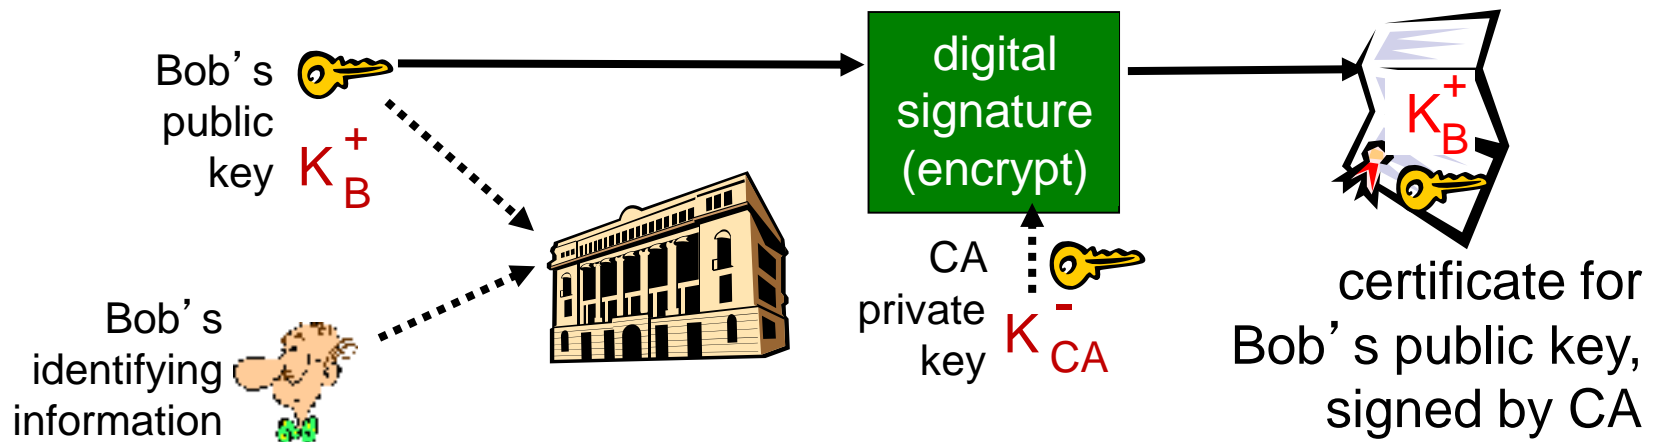 Bob’s
public
key
K
+
B
Bob’s
identifying
information
digital
signature
(encrypt)
CA
private
key
K
-
CA
K
+
B
certificate for
Bob’s public key,
signed by CA